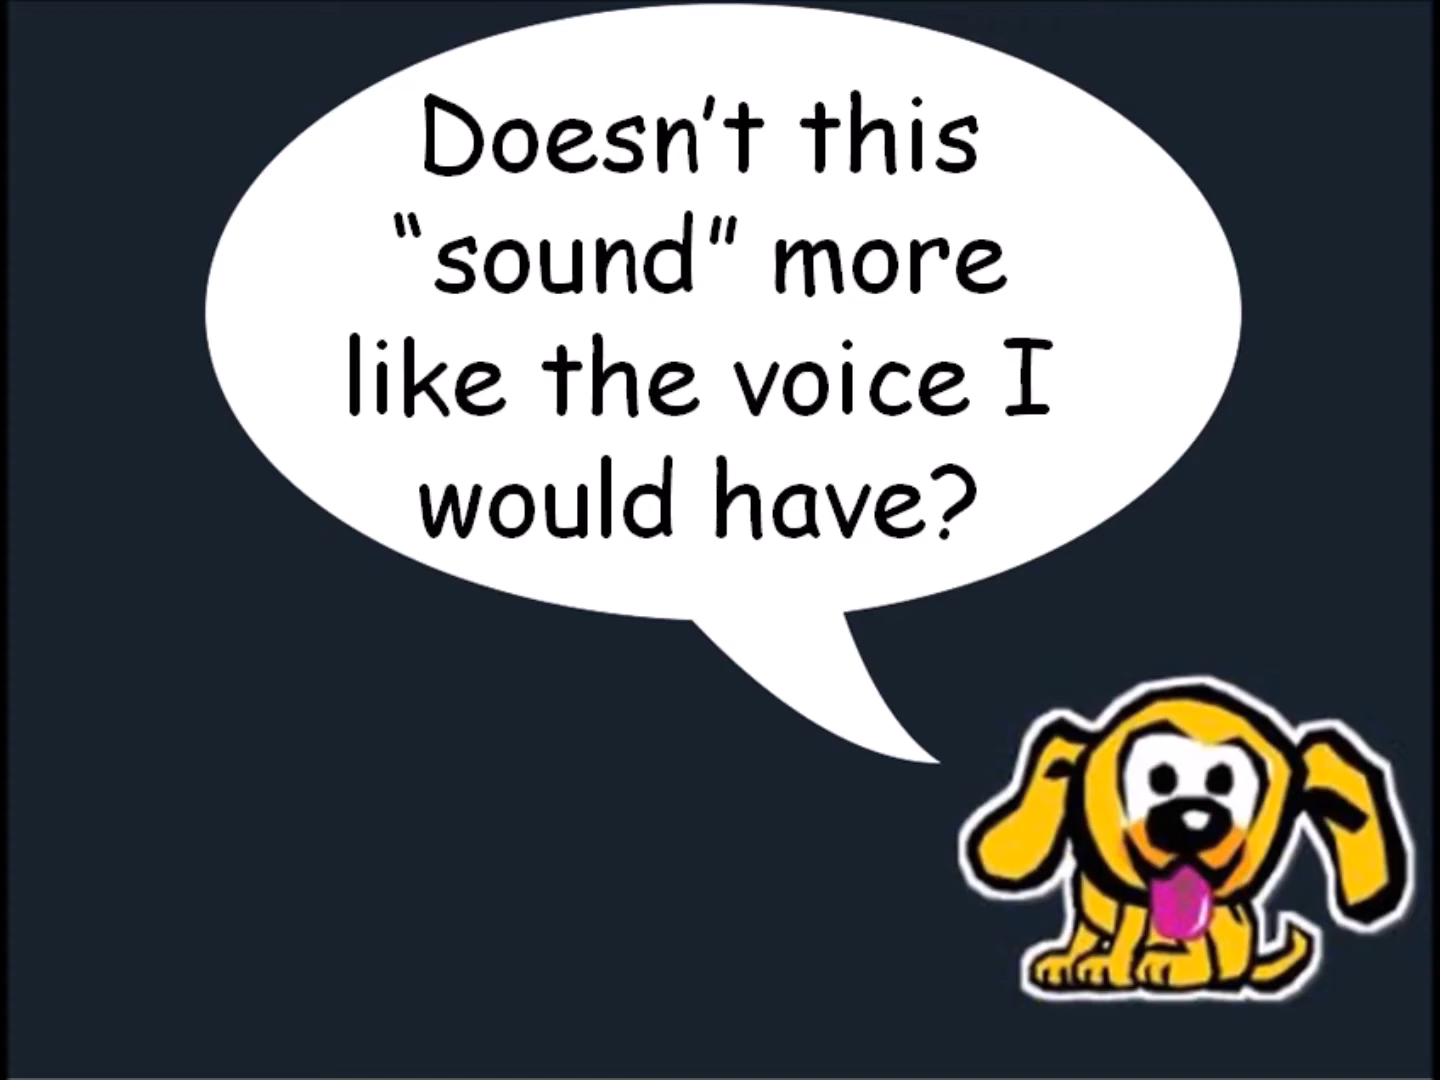 Doesn’t this
“sound” more
like the voice I
would have?